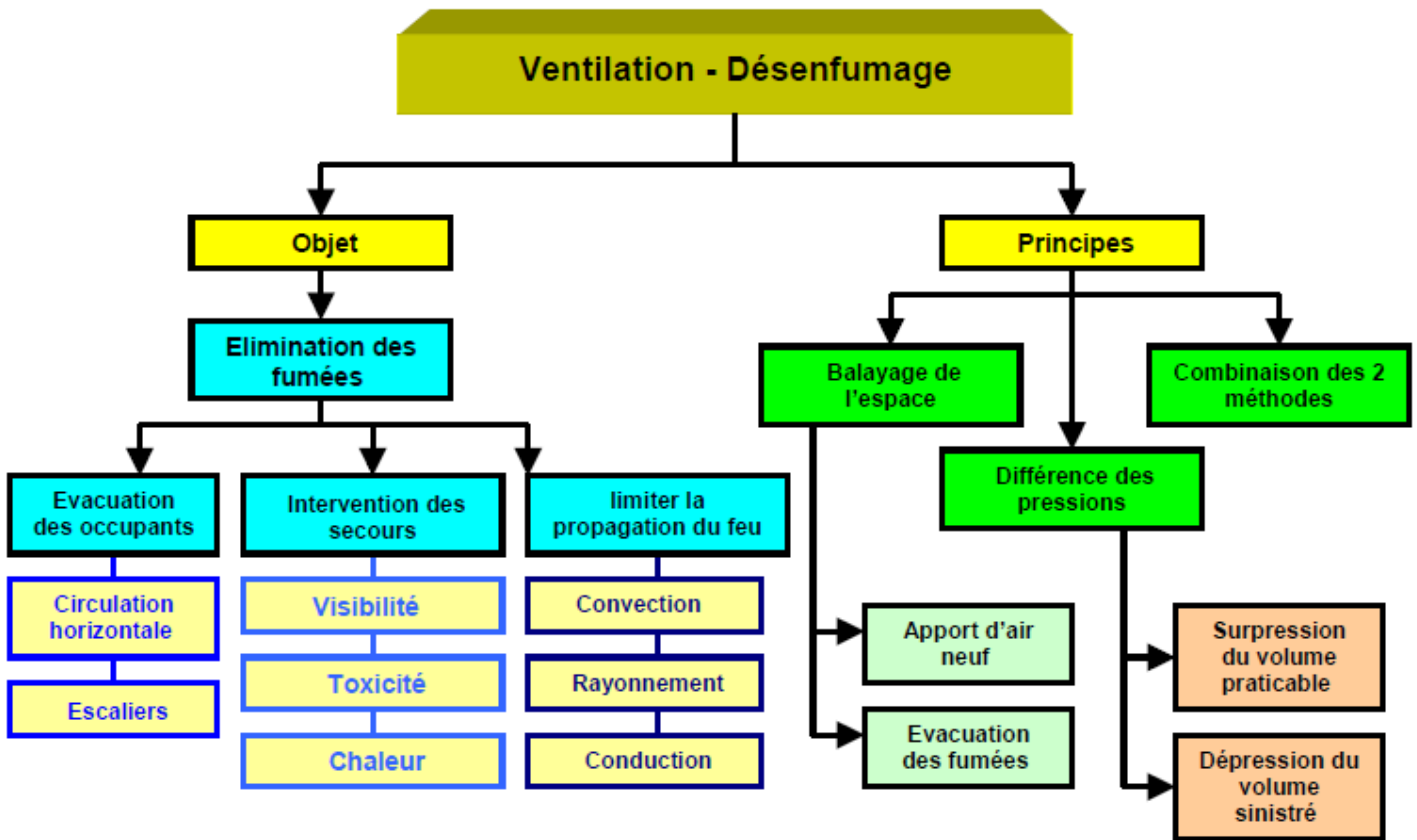 Ventilation - Désenfumage
Objet
Principes
Elimination des
fumées
Balayage de
l'espace
Combinaison des 2
méthodes
Différence des
pressions
Evacuation
des occupants
Intervention des
secours
limiter la
propagation du feu
Circulation
horizontale
Escaliers
Visibilité
Toxicité
Chaleur
Convection
Rayonnement
Conduction
Apport d'air
neuf
Evacuation
des fumées
Surpression
du volume
praticable
Dépression du
volume
sinistré